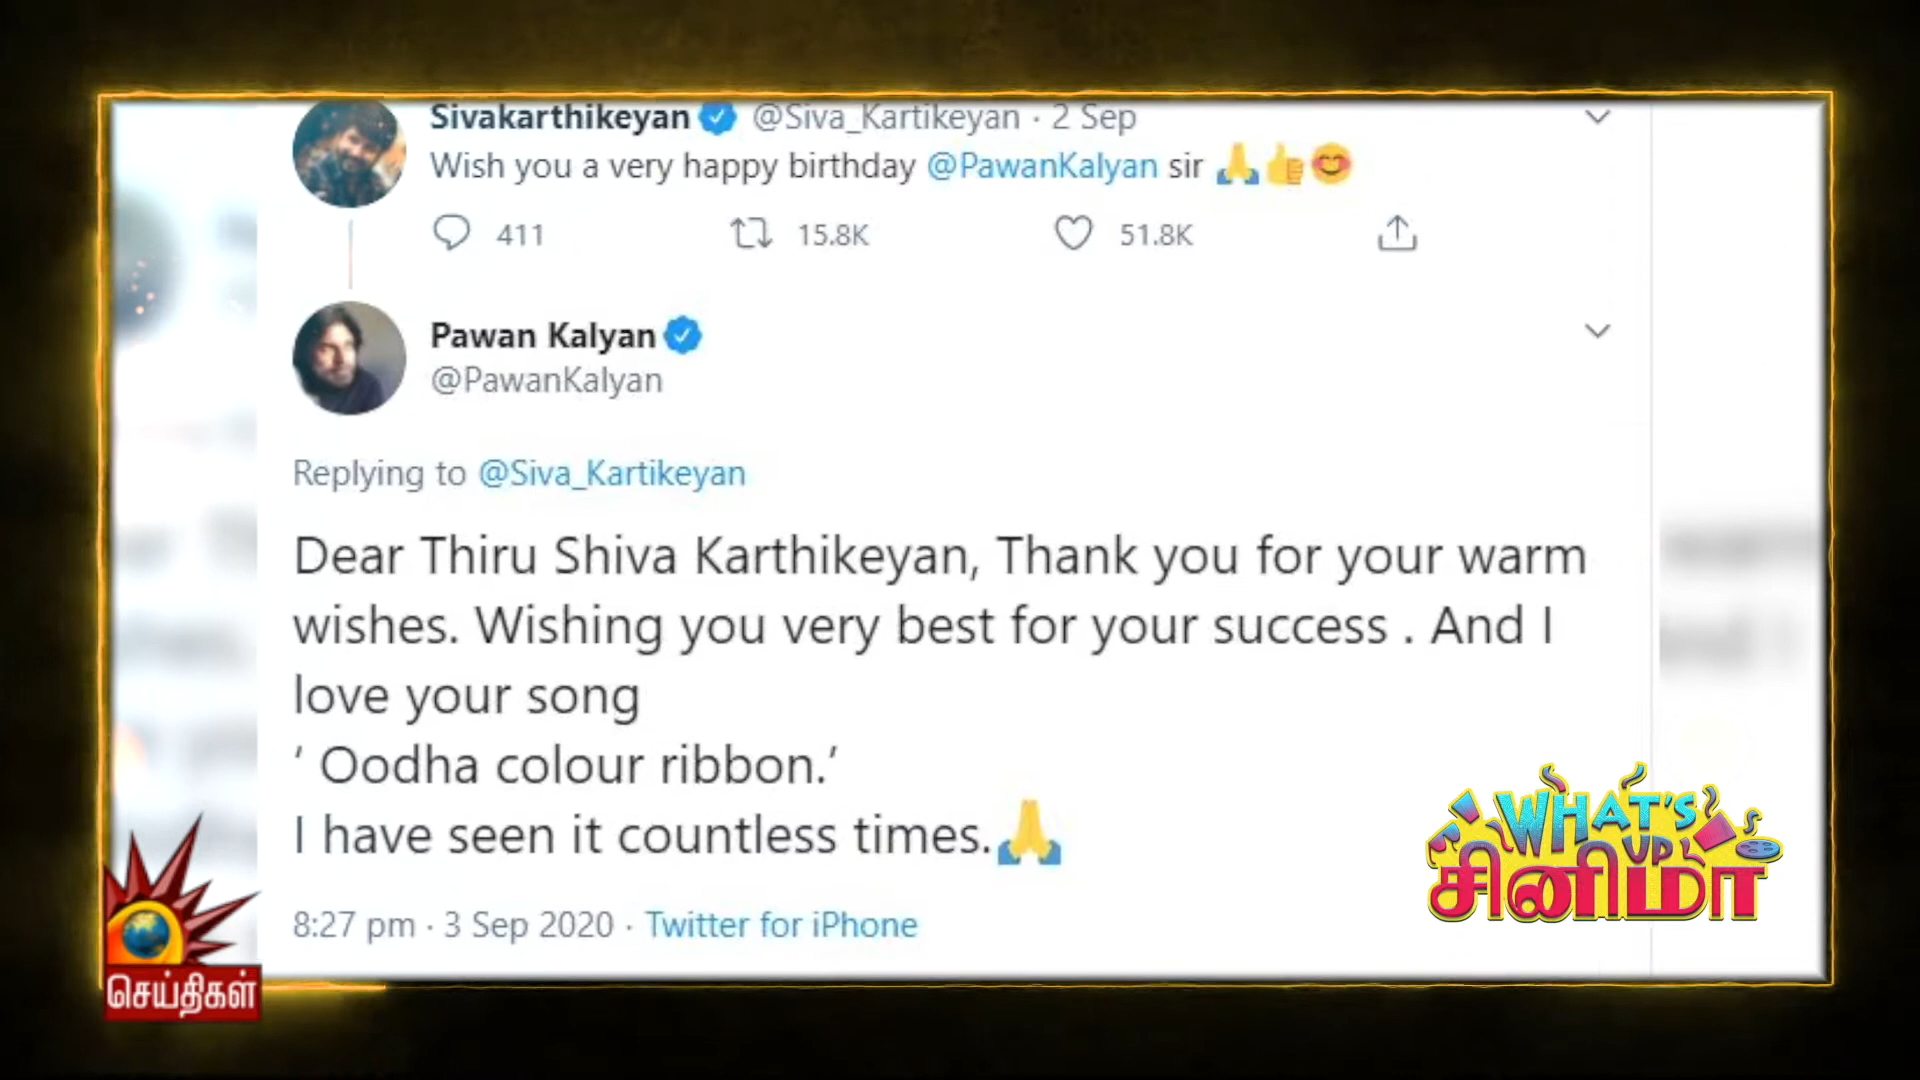 Sivakarthikeyan @Siva_Kartikeyan · 2 Sep
Wish you a very happy birthday @PawanKalyan sir 🙏👍😊
411 15.8K 51.8K
Pawan Kalyan
@PawanKalyan
Replying to @Siva_Kartikeyan
Dear Thiru Shiva Karthikeyan, Thank you for your warm
wishes. Wishing you very best for your success . And I
love your song
‘ Oodha colour ribbon.’
I have seen it countless times.🙏
8:27 pm · 3 Sep 2020 · Twitter for iPhone
WHAT'S
UP
சினிமா
செய்திகள்